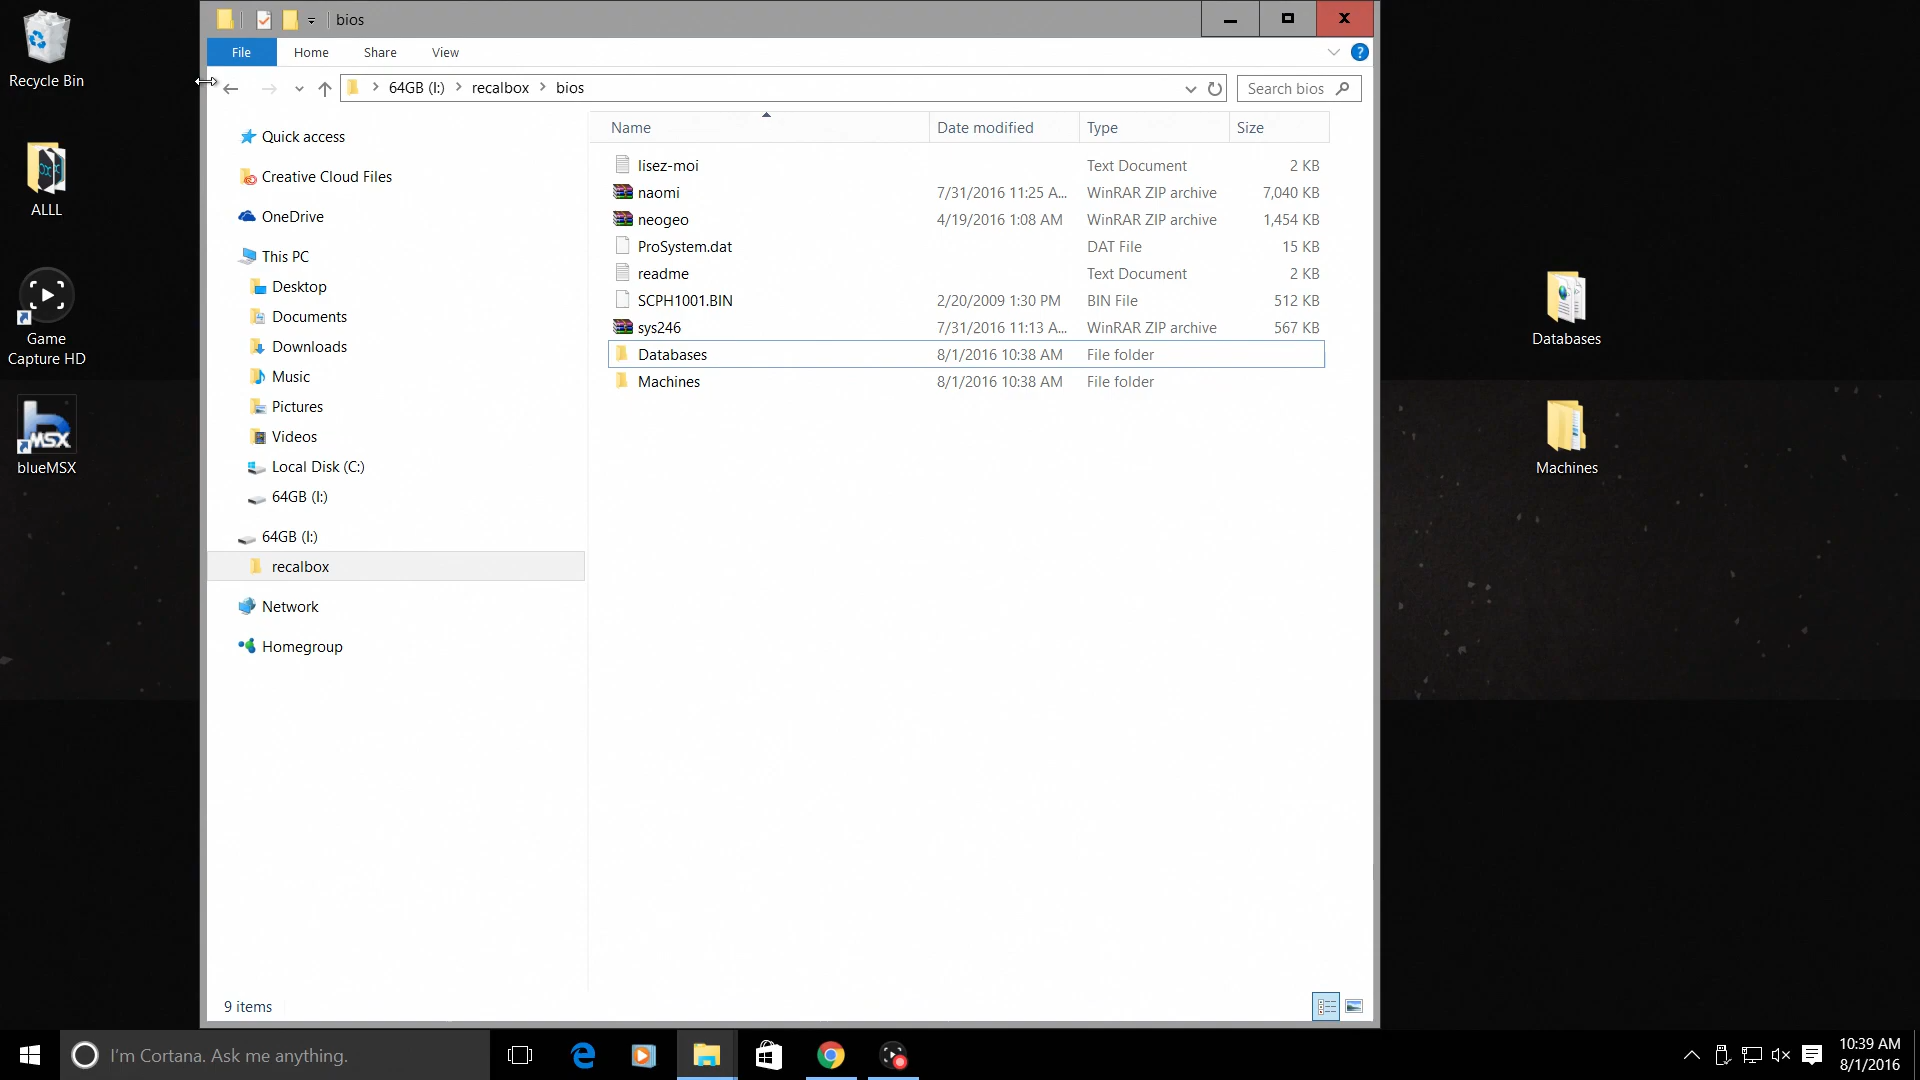 Recycle Bin
ALLL
Game
Capture HD
MSX
blueMSX
bios
File Home Share View
?
64GB (I:) recalbox bios
Search bios
Quick access
Creative Cloud Files
OneDrive
This PC
Desktop
Documents
Downloads
Music
Pictures
Videos
Local Disk (C:)
64GB (I:)
64GB (I:)
recalbox
Network
Homegroup
Name Date modified Type Size
lisez-moi Text Document 2 KB
naomi 7/31/2016 11:25 A... WinRAR ZIP archive 7,040 KB
neogeo 4/19/2016 1:08 AM WinRAR ZIP archive 1,454 KB
ProSystem.dat DAT File 15 KB
readme Text Document 2 KB
SCPH1001.BIN 2/20/2009 1:30 PM BIN File 512 KB
sys246 7/31/2016 11:13 A... WinRAR ZIP archive 567 KB
Databases 8/1/2016 10:38 AM File folder
Machines 8/1/2016 10:38 AM File folder
9 items
Databases
Machines
I'm Cortana. Ask me anything.
10:39 AM
8/1/2016